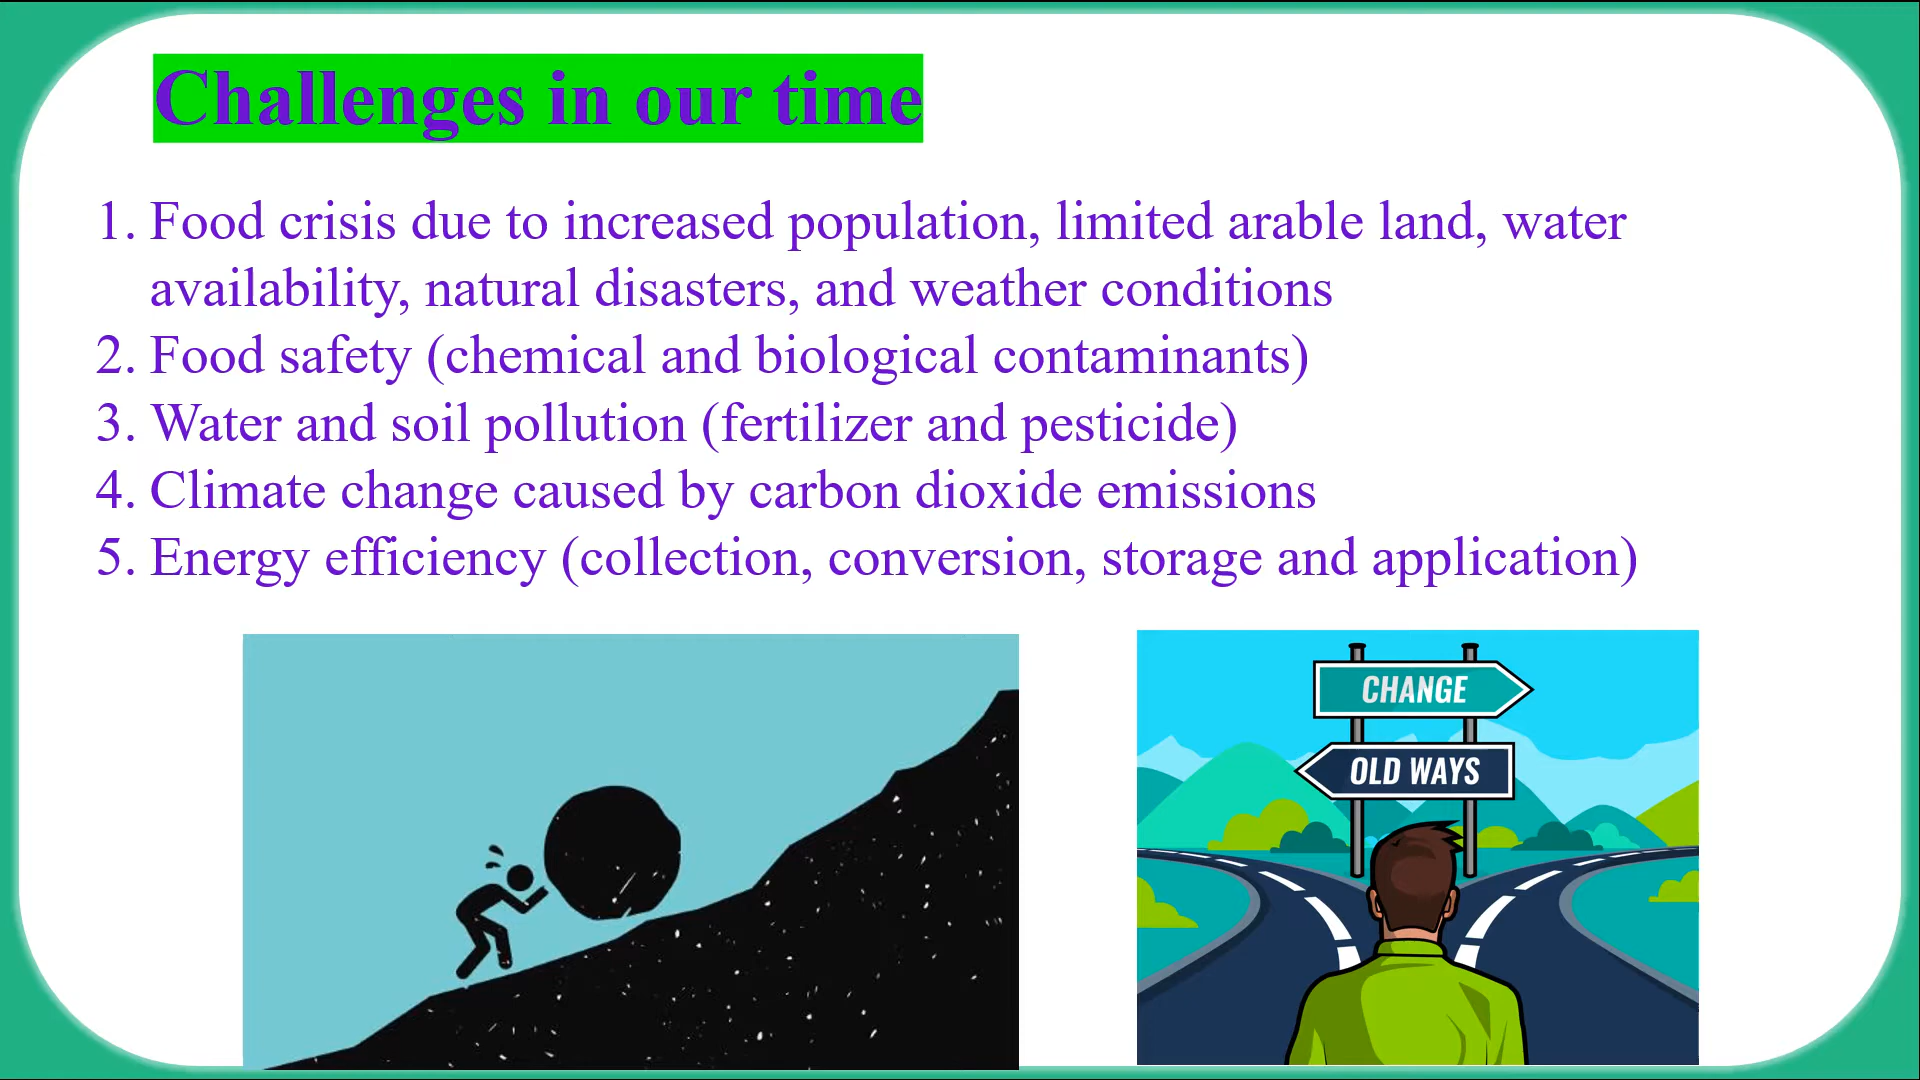 Challenges in our time
1. Food crisis due to increased population, limited arable land, water
availability, natural disasters, and weather conditions
2. Food safety (chemical and biological contaminants)
3. Water and soil pollution (fertilizer and pesticide)
4. Climate change caused by carbon dioxide emissions
5. Energy efficiency (collection, conversion, storage and application)
CHANGE
OLD WAYS